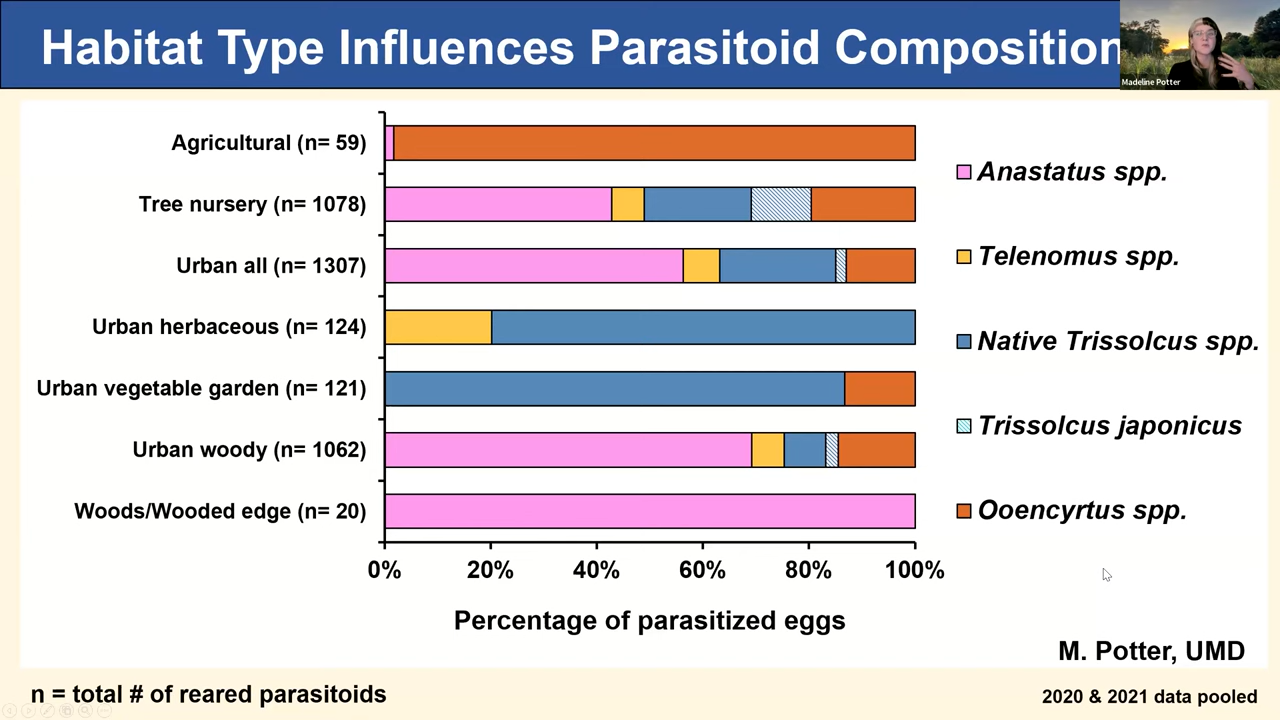 Habitat Type Influences Parasitoid Composition
Madeline Potter
Agricultural (n= 59)
Tree nursery (n= 1078)
Urban all (n= 1307)
Urban herbaceous (n= 124)
Urban vegetable garden (n= 121)
Urban woody (n= 1062)
Woods/Wooded edge (n= 20)
0% 20% 40% 60% 80% 100%
Percentage of parasitized eggs
Anastatus spp.
Telenomus spp.
Native Trissolcus spp.
Trissolcus japonicus
Ooencyrtus spp.
M. Potter, UMD
n = total # of reared parasitoids
2020 & 2021 data pooled